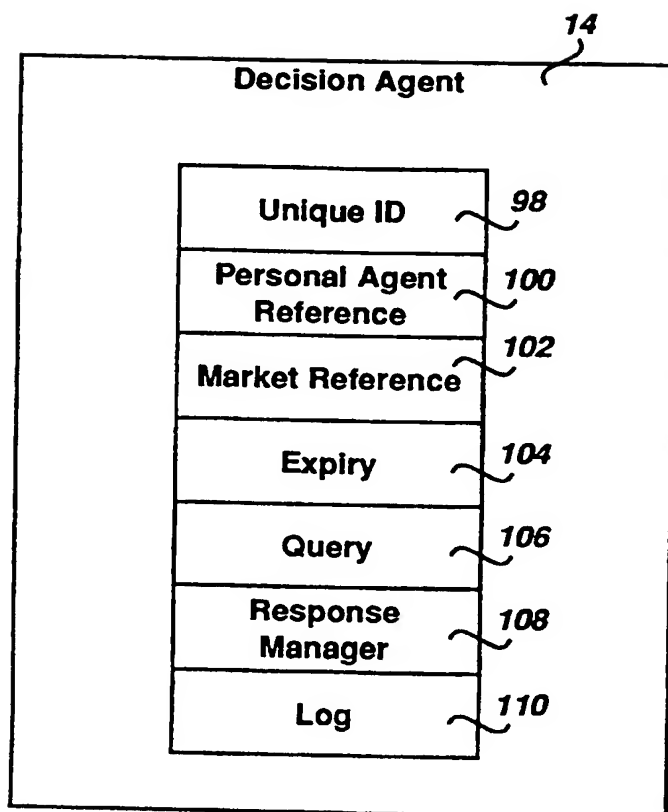 14
Decision Agent
Unique ID
98
Personal Agent
Reference
100
Market Reference
102
Expiry
104
Query
106
Response
Manager
108
Log
110